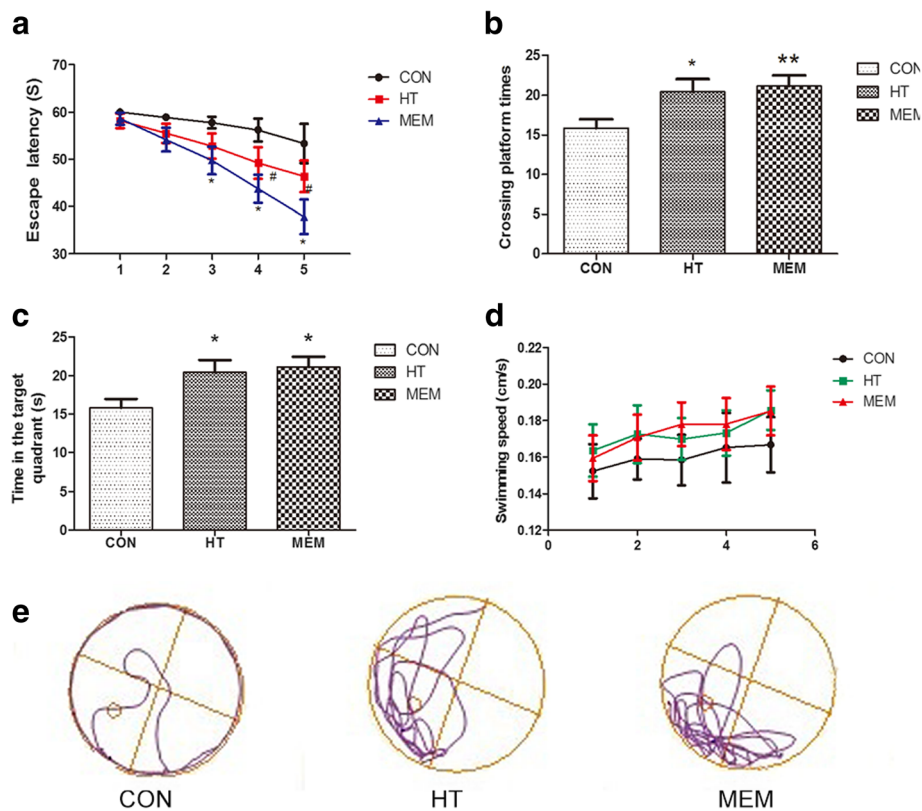 a
Escape latency (S)
70
60
50
40
30
1 2 3 4 5
CON
HT
MEM
*
*
*
#
#
b
Crossing platform times
25
20
15
10
5
0
*
**
CON HT MEM
CON
HT
MEM
c
Time in the target
quadrant (s)
25
20
15
10
5
0
*
*
CON HT MEM
CON
HT
MEM
d
Swimming speed (cm/s)
0.20
0.18
0.16
0.14
0.12
0 2 4 6
CON
HT
MEM
e
CON HT MEM